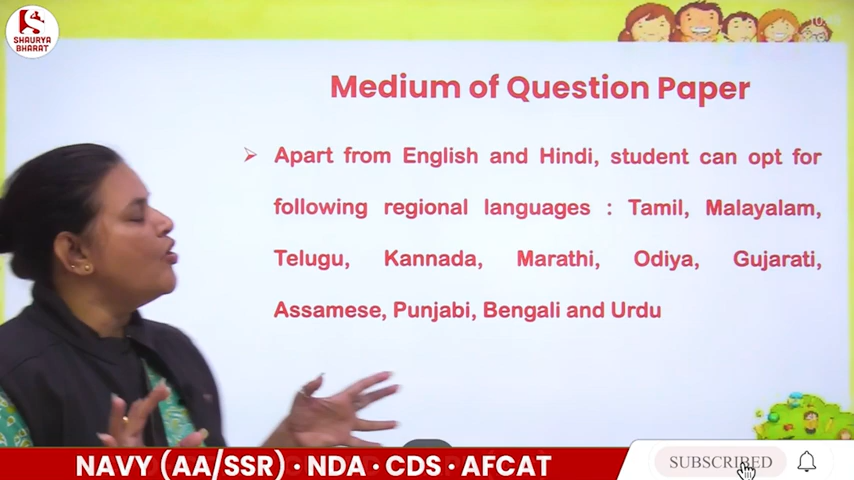 SHAURYA
BHARAT
Medium of Question Paper
Apart from English and Hindi, student can opt for
following regional languages : Tamil, Malayalam,
Telugu, Kannada, Marathi, Odiya, Gujarati,
Assamese, Punjabi, Bengali and Urdu
NAVY (AA/SSR) · NDA · CDS · AFCAT
SUBSCRIBED